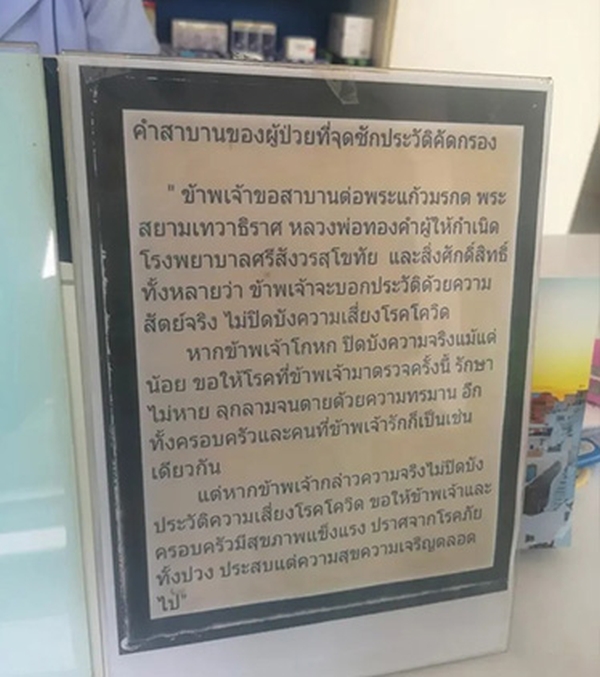 คำสาบานของผู้ป่วยที่จุดซักประวัติคัดกรอง
" ข้าพเจ้าขอสาบานต่อพระแก้วมรกต พระ
สยามเทวาธิราศ หลวงพ่อทองคำผู้ให้กำเนิด
โรงพยาบาลศรีสังวรสุโขทัย และสิ่งศักดิ์สิทธิ์
ทั้งหลายว่า ข้าพเจ้าจะบอกประวัติด้วยความ
สัตย์จริง ไม่ปิดบังความเสี่ยงโรคโควิด
หากข้าพเจ้าโกหก ปิดบังความจริงแม้แต่
น้อย ขอให้โรคที่ข้าพเจ้ามาตรวจครั้งนี้ รักษา
ไม่หาย ลุกลามจนตายด้วยความทรมาน อีก
ทั้งครอบครัวและคนที่ข้าพเจ้ารักก็เป็นเช่น
เดียวกัน
แต่หากข้าพเจ้ากล่าวความจริงไม่ปิดบัง
ประวัติความเสี่ยงโรคโควิด ขอให้ข้าพเจ้าและ
ครอบครัวมีสุขภาพแข็งแรง ปราศจากโรคภัย
ทั้งปวง ประสบแต่ความสุขความเจริญตลอด
ไป"